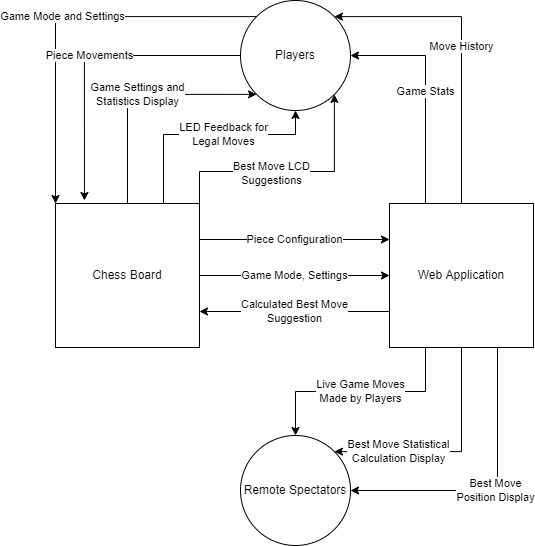 Game Mode and Settings
Move History
Piece Movements
Players
Game Settings and
Statistics Display
Game Stats
LED Feedback for
Legal Moves
Best Move LCD
Suggestions
Piece Configuration
Chess Board
Game Mode, Settings
Web Application
Calculated Best Move
Suggestion
Live Game Moves
Made by Players
Best Move Statistical
Calculation Display
Remote Spectators
Best Move
Position Display